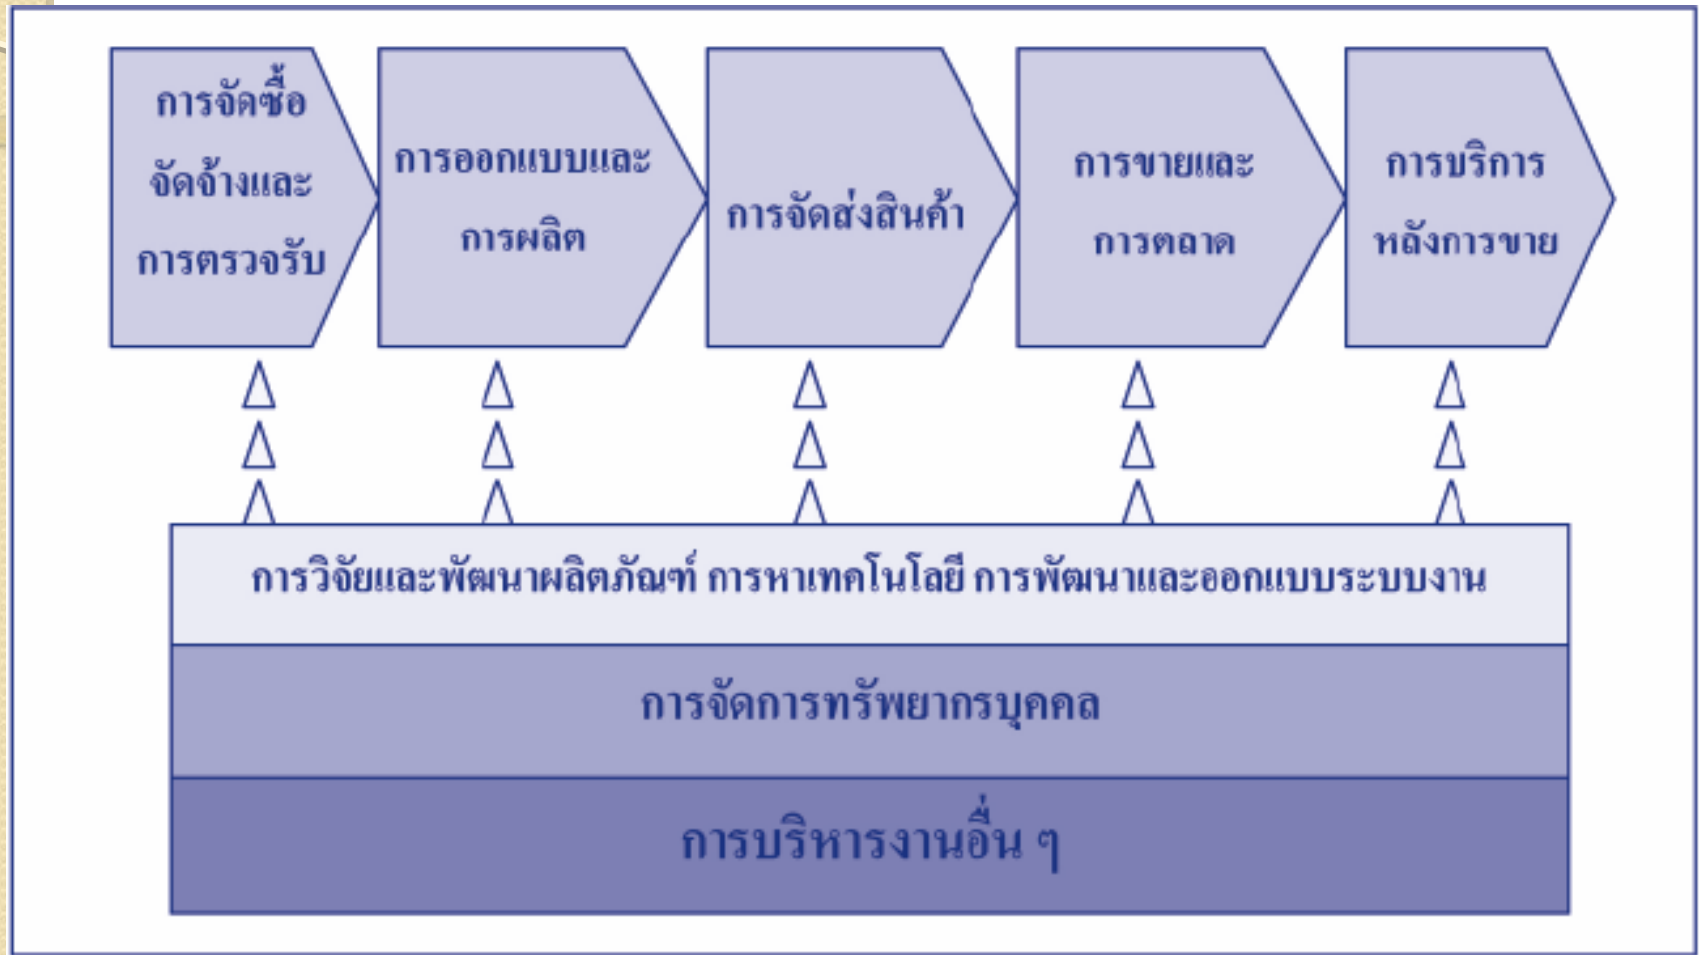 การจัดซื้อ
จัดจ้างและ
การตรวจรับ
การออกแบบและ
การผลิต
การจัดส่งสินค้า
การขายและ
การตลาด
การบริการ
หลังการขาย
การวิจัยและพัฒนาผลิตภัณฑ์ การหาเทคโนโลยี การพัฒนาและออกแบบระบบงาน
การจัดการทรัพยากรบุคคล
การบริหารงานอื่น ๆ